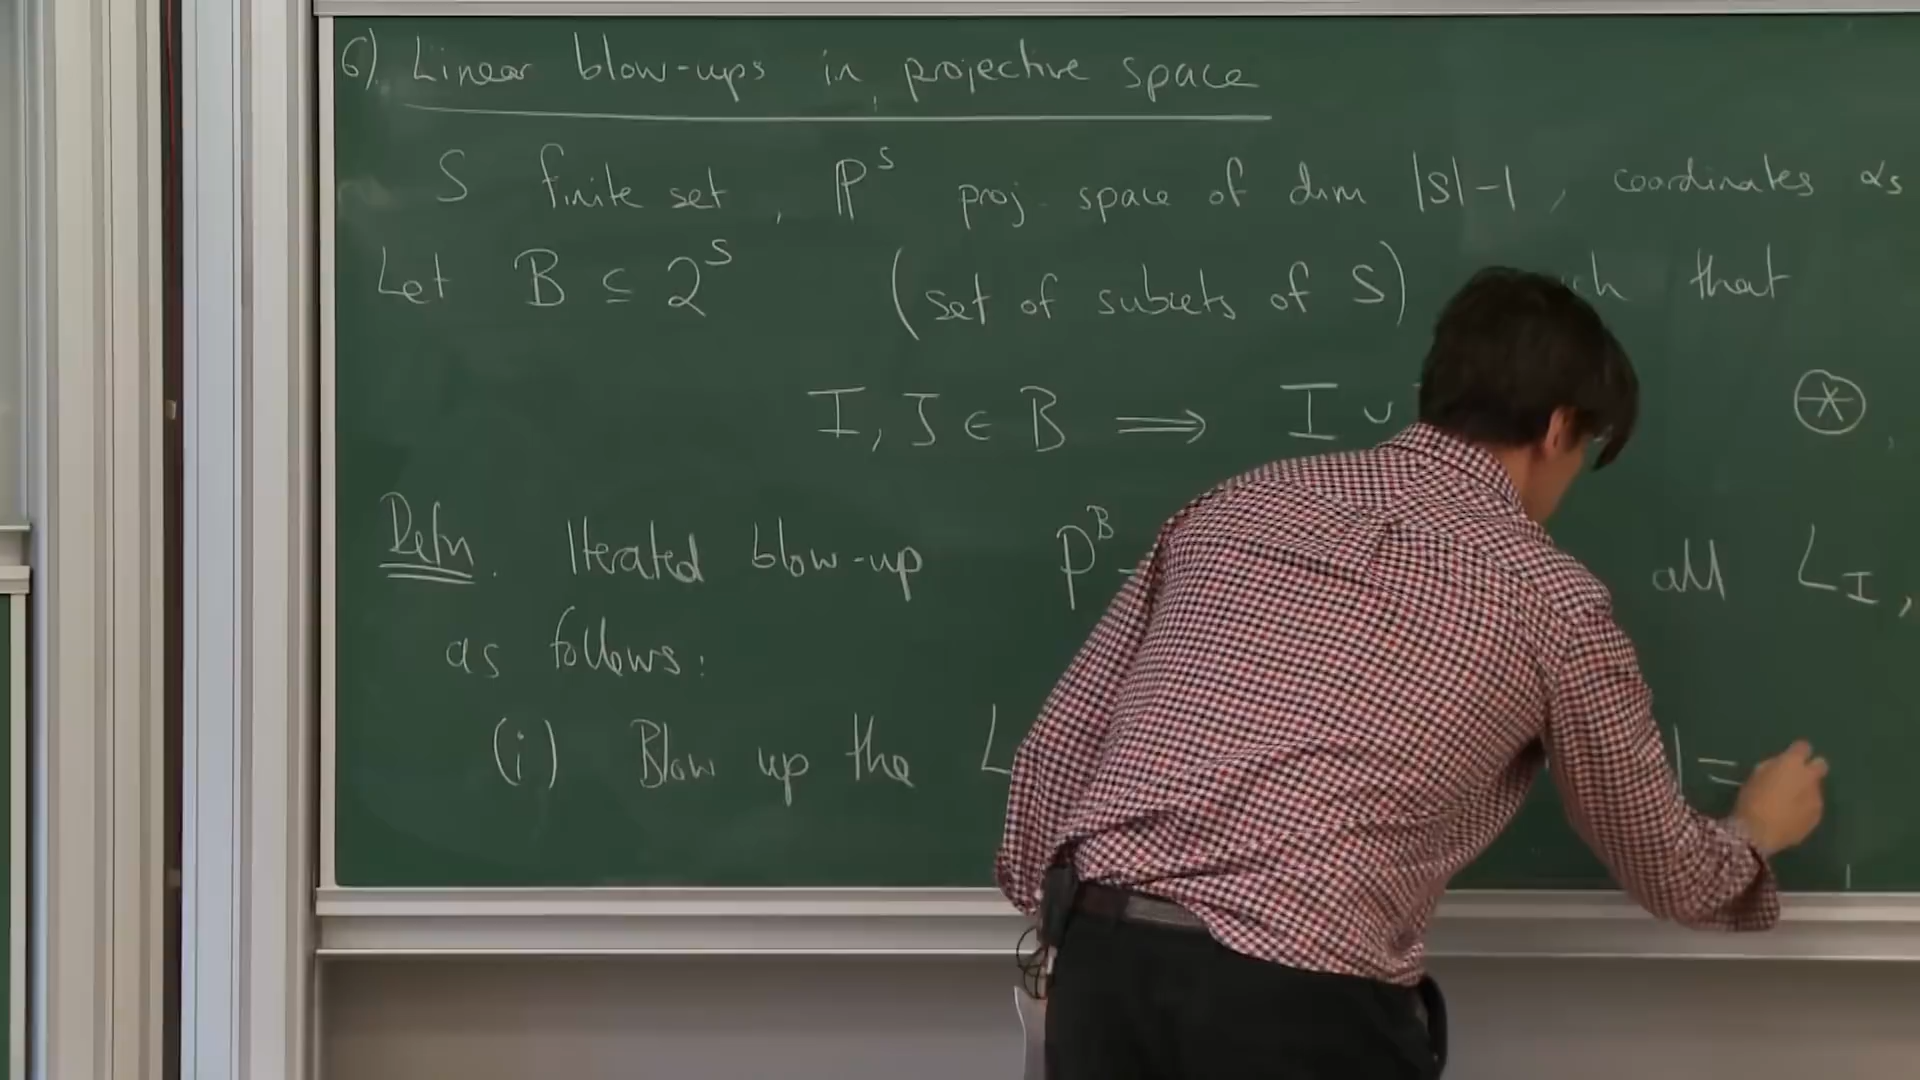 6). Linear blow-ups in projective space
S finite set, ℙ^S proj. space of dim |S|-1, coordinates α_s
Let B ⊆ 2^S (set of subsets of S) that
I, J ∈ B ⟹ I ∪ ⊛,
Defn. Iterated blow-up P^B all L_I,
as follows:
(i) Blow up the L | =